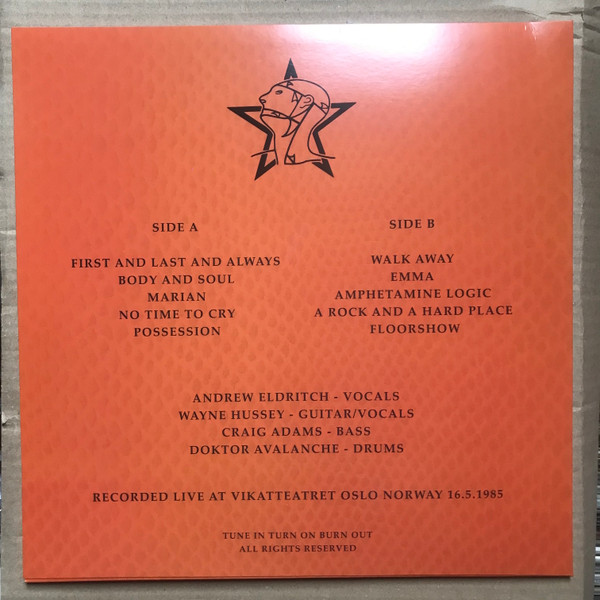 SIDE A
FIRST AND LAST AND ALWAYS
BODY AND SOUL
MARIAN
NO TIME TO CRY
POSSESSION
SIDE B
WALK AWAY
EMMA
AMPHETAMINE LOGIC
A ROCK AND A HARD PLACE
FLOORSHOW
ANDREW ELDRITCH - VOCALS
WAYNE HUSSEY - GUITAR/VOCALS
CRAIG ADAMS - BASS
DOKTOR AVALANCHE - DRUMS
RECORDED LIVE AT VIKATTEATRET OSLO NORWAY 16.5.1985
TUNE IN TURN ON BURN OUT
ALL RIGHTS RESERVED